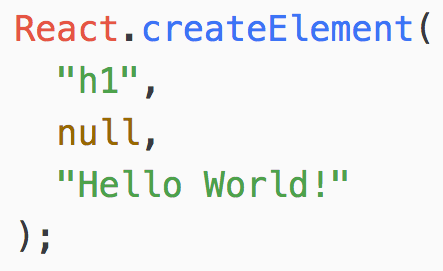 React.createElement(
  "h1",
  null,
  "Hello World!"
);